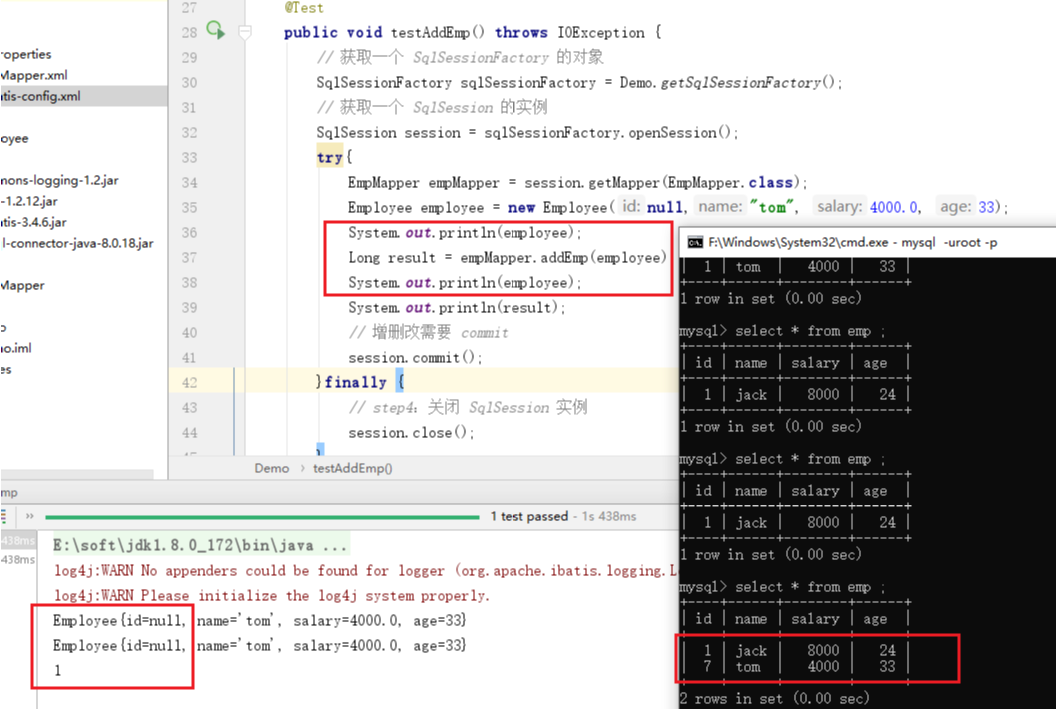 roperties
Mapper.xml
tis-config.xml
oyee
mons-logging-1.2.jar
-1.2.12.jar
tis-3.4.6.jar
l-connector-java-8.0.18.jar
Mapper
o
no.iml
es
27 @Test
28 public void testAddEmp() throws IOException {
29 // 获取一个 SqlSessionFactory 的对象
30 SqlSessionFactory sqlSessionFactory = Demo.getSqlSessionFactory();
31 // 获取一个 SqlSession 的实例
32 SqlSession session = sqlSessionFactory.openSession();
33 try{
34 EmpMapper empMapper = session.getMapper(EmpMapper.class);
35 Employee employee = new Employee( id: null, name: "tom", salary: 4000.0, age: 33);
36 System.out.println(employee);
37 Long result = empMapper.addEmp(employee)
38 System.out.println(employee);
39 System.out.println(result);
40 // 增删改需要 commit
41 session.commit();
42 }finally {
43 // step4: 关闭 SqlSession 实例
44 session.close();
45 }
Demo › testAddEmp()
mp
» 1 test passed - 1s 438ms
438ms
438ms
E:\soft\jdk1.8.0_172\bin\java ...
log4j:WARN No appenders could be found for logger (org.apache.ibatis.logging.L
log4j:WARN Please initialize the log4j system properly.
Employee{id=null, name='tom', salary=4000.0, age=33}
Employee{id=null, name='tom', salary=4000.0, age=33}
1
F:\Windows\System32\cmd.exe - mysql -uroot -p
| 1 | tom | 4000 | 33 |
+----+------+--------+------+
1 row in set (0.00 sec)
mysql> select * from emp ;
+----+------+--------+------+
| id | name | salary | age |
+----+------+--------+------+
| 1 | jack | 8000 | 24 |
+----+------+--------+------+
1 row in set (0.00 sec)
mysql> select * from emp ;
+----+------+--------+------+
| id | name | salary | age |
+----+------+--------+------+
| 1 | jack | 8000 | 24 |
+----+------+--------+------+
1 row in set (0.00 sec)
mysql> select * from emp ;
+----+------+--------+------+
| id | name | salary | age |
+----+------+--------+------+
| 1 | jack | 8000 | 24 |
| 7 | tom | 4000 | 33 |
+----+------+--------+------+
2 rows in set (0.00 sec)